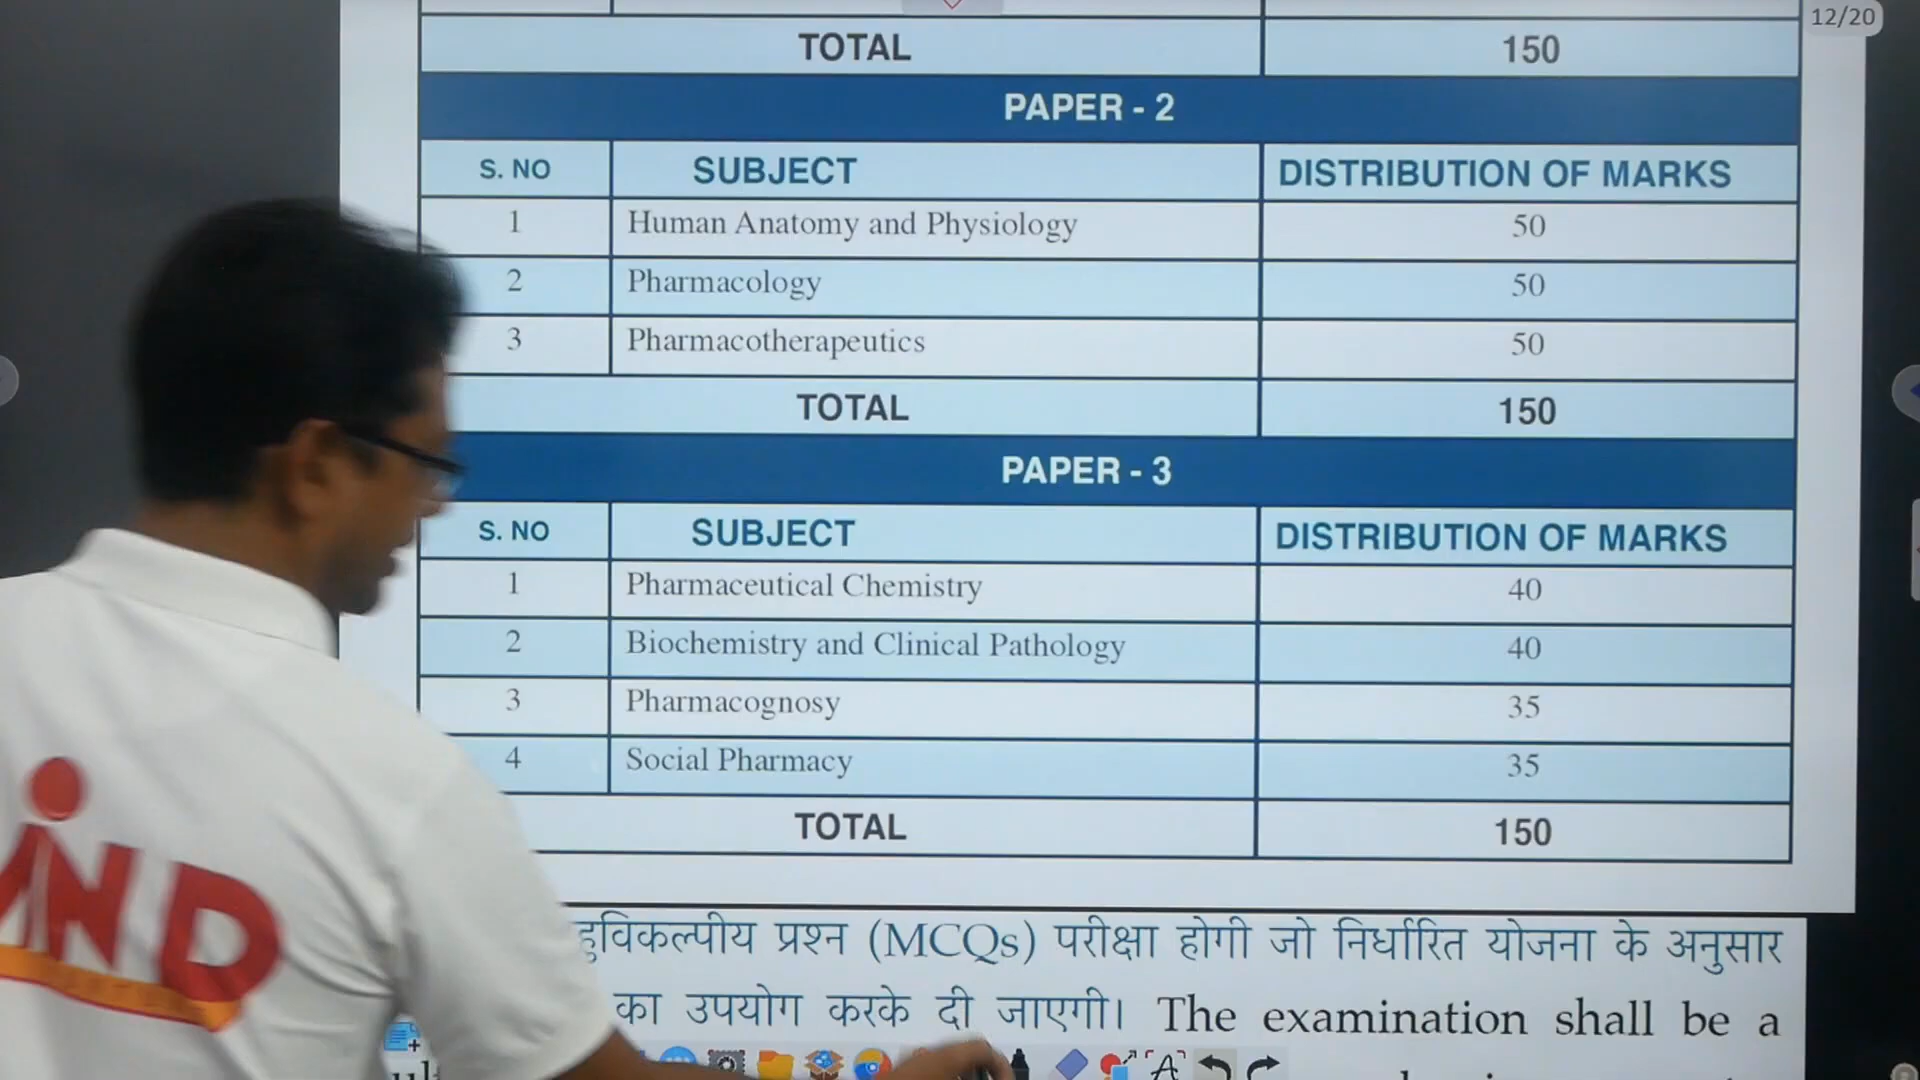 12/20
TOTAL 150
PAPER - 2
S. NO SUBJECT DISTRIBUTION OF MARKS
1 Human Anatomy and Physiology 50
2 Pharmacology 50
3 Pharmacotherapeutics 50
TOTAL 150
PAPER - 3
S. NO SUBJECT DISTRIBUTION OF MARKS
1 Pharmaceutical Chemistry 40
2 Biochemistry and Clinical Pathology 40
3 Pharmacognosy 35
4 Social Pharmacy 35
TOTAL 150
प्रश्न (MCQs) परीक्षा होगी जो निर्धारित योजना के अनुसार
का उपयोग करके दी जाएगी। The examination shall be a